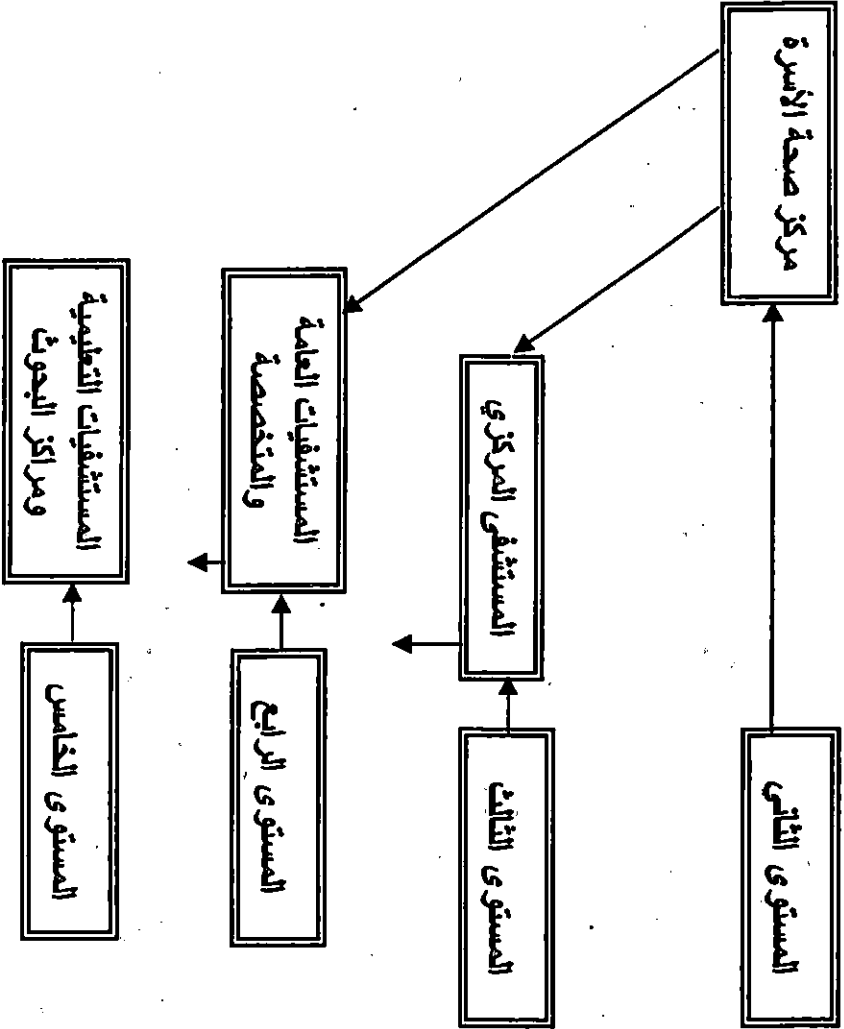 المستوى الثاني
مركز صحة الأسرة
المستوى الثالث
المستشفى المركزي
المستوى الرابع
المستشفيات العامة
والمتخصصة
المستوى الخامس
المستشفيات التعليمية
ومراكز البحوث